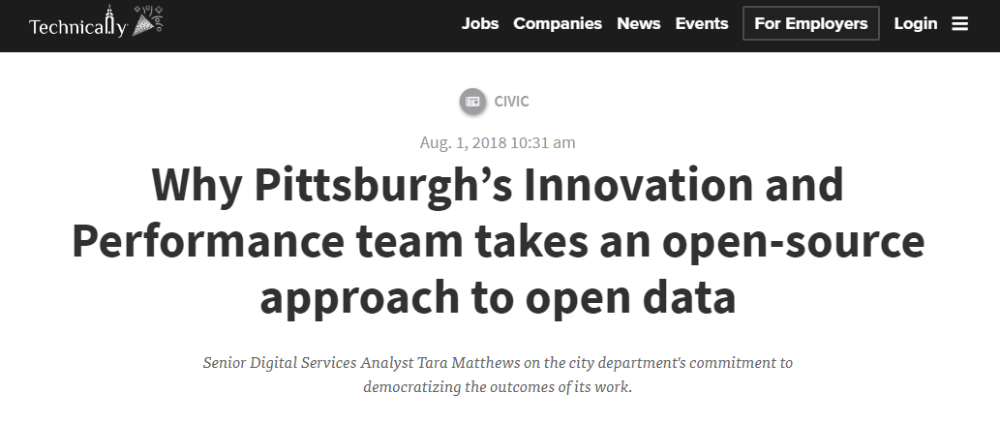 Technically
Jobs Companies News Events For Employers Login
CIVIC
Aug. 1, 2018 10:31 am
Why Pittsburgh’s Innovation and
Performance team takes an open-source
approach to open data
Senior Digital Services Analyst Tara Matthews on the city department's commitment to
democratizing the outcomes of its work.